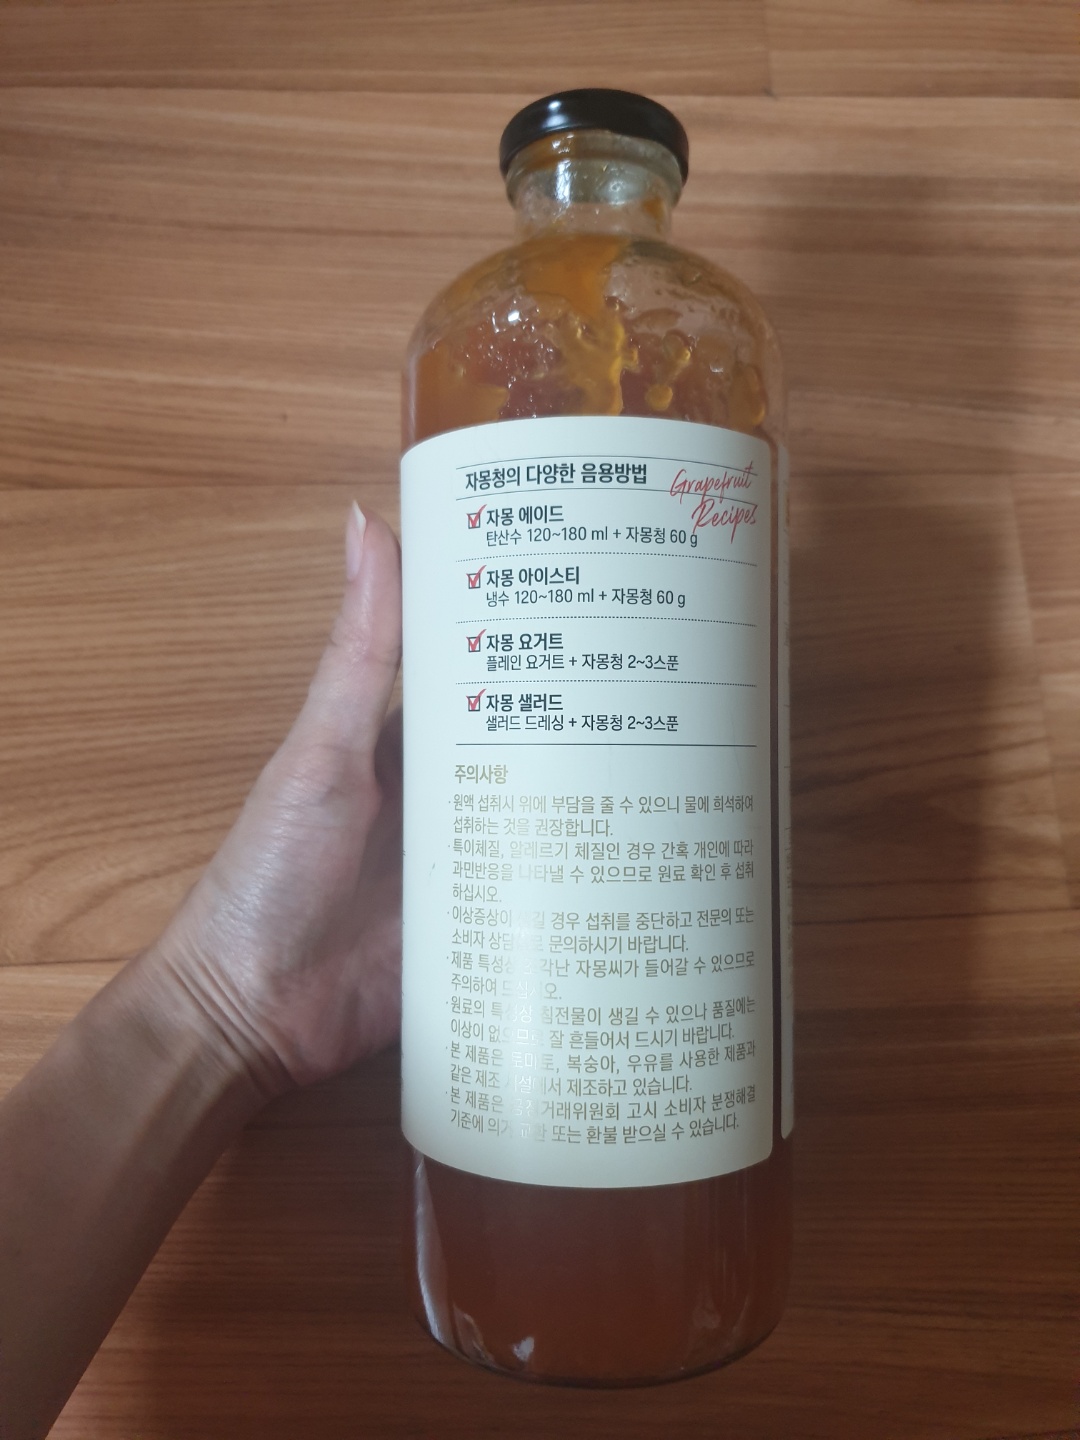 자몽청의 다양한 음용방법
Grapefruit
Recipes
자몽 에이드
탄산수 120~180 ml + 자몽청 60 g
자몽 아이스티
냉수 120~180 ml + 자몽청 60 g
자몽 요거트
플레인 요거트 + 자몽청 2~3스푼
자몽 샐러드
샐러드 드레싱 + 자몽청 2~3스푼
주의사항
·원액 섭취시 위에 부담을 줄 수 있으니 물에 희석하여
섭취하는 것을 권장합니다.
·특이체질, 알레르기 체질인 경우 간혹 개인에 따라
과민반응을 나타낼 수 있으므로 원료 확인 후 섭취
하십시오.
·이상증상이 생길 경우 섭취를 중단하고 전문의 또는
소비자 문의하시기 바랍니다.
·제품 특성상 조각난 자몽씨가 들어갈 수 있으므로
주의하여 드십시오.
·원료의 특성상 침전물이 생길 수 있으나 품질에는
이상이 없으므로 잘 흔들어서 드시기 바랍니다.
·본 제품은 토마토, 복숭아, 우유를 사용한 제품과
같은 제조 시설에서 제조하고 있습니다.
·본 제품은 공정거래위원회 고시 소비자 분쟁해결
기준에 의거 교환 또는 환불 받으실 수 있습니다.